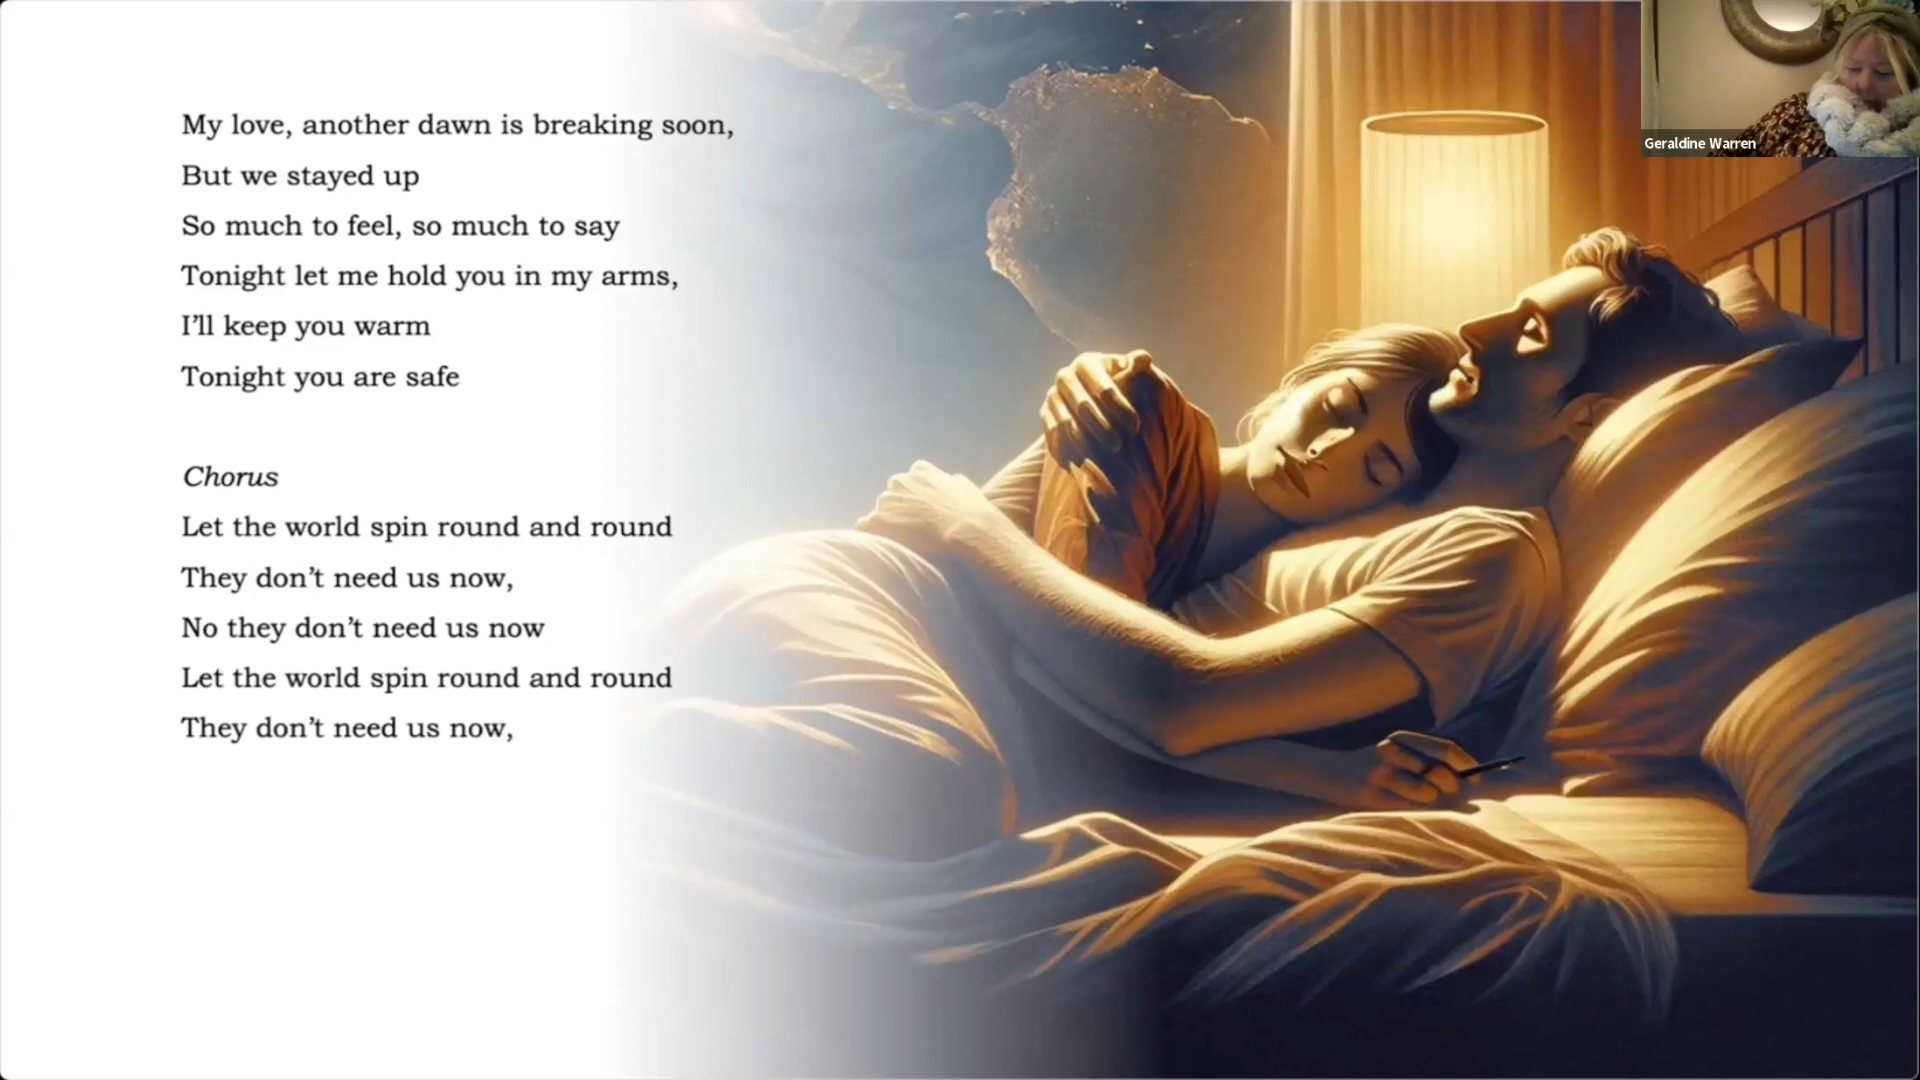 My love, another dawn is breaking soon,
But we stayed up
So much to feel, so much to say
Tonight let me hold you in my arms,
I'll keep you warm
Tonight you are safe
Chorus
Let the world spin round and round
They don't need us now,
No they don't need us now
Let the world spin round and round
They don't need us now,
Geraldine Warren